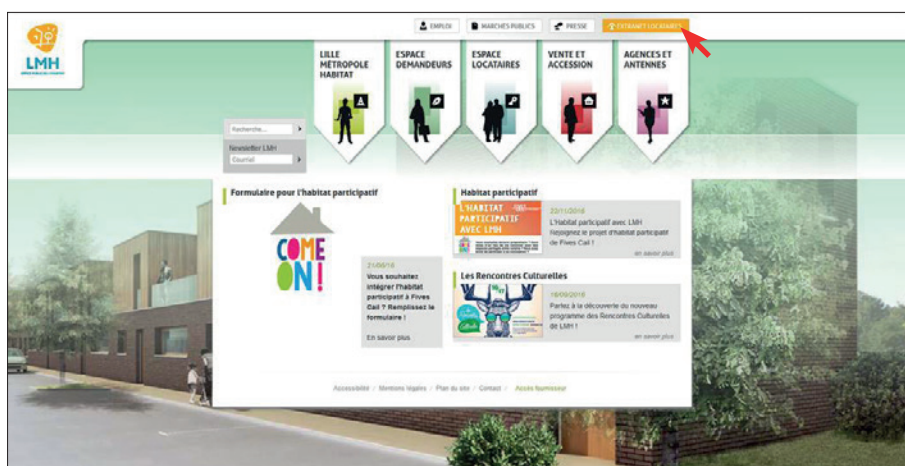 EMPLOI
MARCHÉS PUBLICS
PRESSE
EXTRANET LOCATAIRES
LMH
LILLE
MÉTROPOLE
HABITAT
ESPACE
DEMANDEURS
ESPACE
LOCATAIRES
VENTE ET
ACCESSION
AGENCES ET
ANTENNES
Recherche...
Newsletter LMH
Courriel
Formulaire pour l'habitat participatif
COME
ON!
21/09/16
Vous souhaitez
intégrer l'habitat
participatif à Fives
Cail ? Remplissez le
formulaire !
En savoir plus
Habitat participatif
L'HABITAT
PARTICIPATIF
AVEC LMH
22/11/2016
L'Habitat participatif avec LMH
Rejoignez le projet d'habitat participatif
de Fives Cail !
en savoir plus
Les Rencontres Culturelles
16/09/2016
Partez à la découverte du nouveau
programme des Rencontres Culturelles
de LMH !
en savoir plus
Accessibilité / Mentions légales / Plan du site / Contact / Accès fournisseur